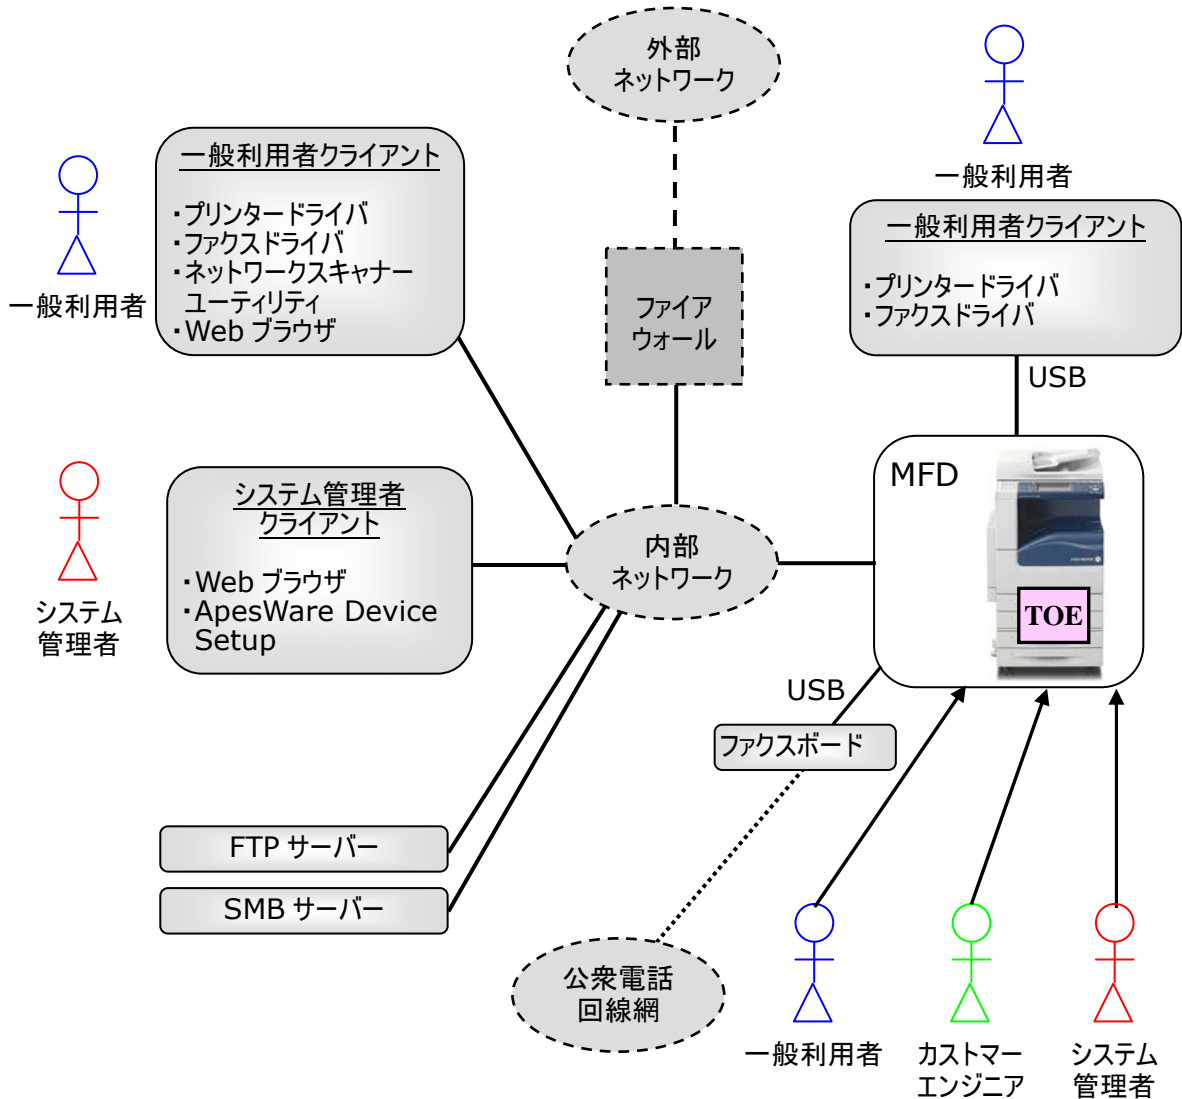 外部
ネットワーク
一般利用者
一般利用者クライアント
・プリンタードライバ
・ファクスドライバ
・ネットワークスキャナー
ユーティリティ
・Web ブラウザ
一般利用者
一般利用者クライアント
・プリンタードライバ
・ファクスドライバ
ファイア
ウォール
USB
システム管理者
クライアント
・Web ブラウザ
・ApesWare Device
Setup
システム
管理者
内部
ネットワーク
MFD
TOE
USB
ファクスボード
FTP サーバー
SMB サーバー
公衆電話
回線網
一般利用者
カストマー
エンジニア
システム
管理者